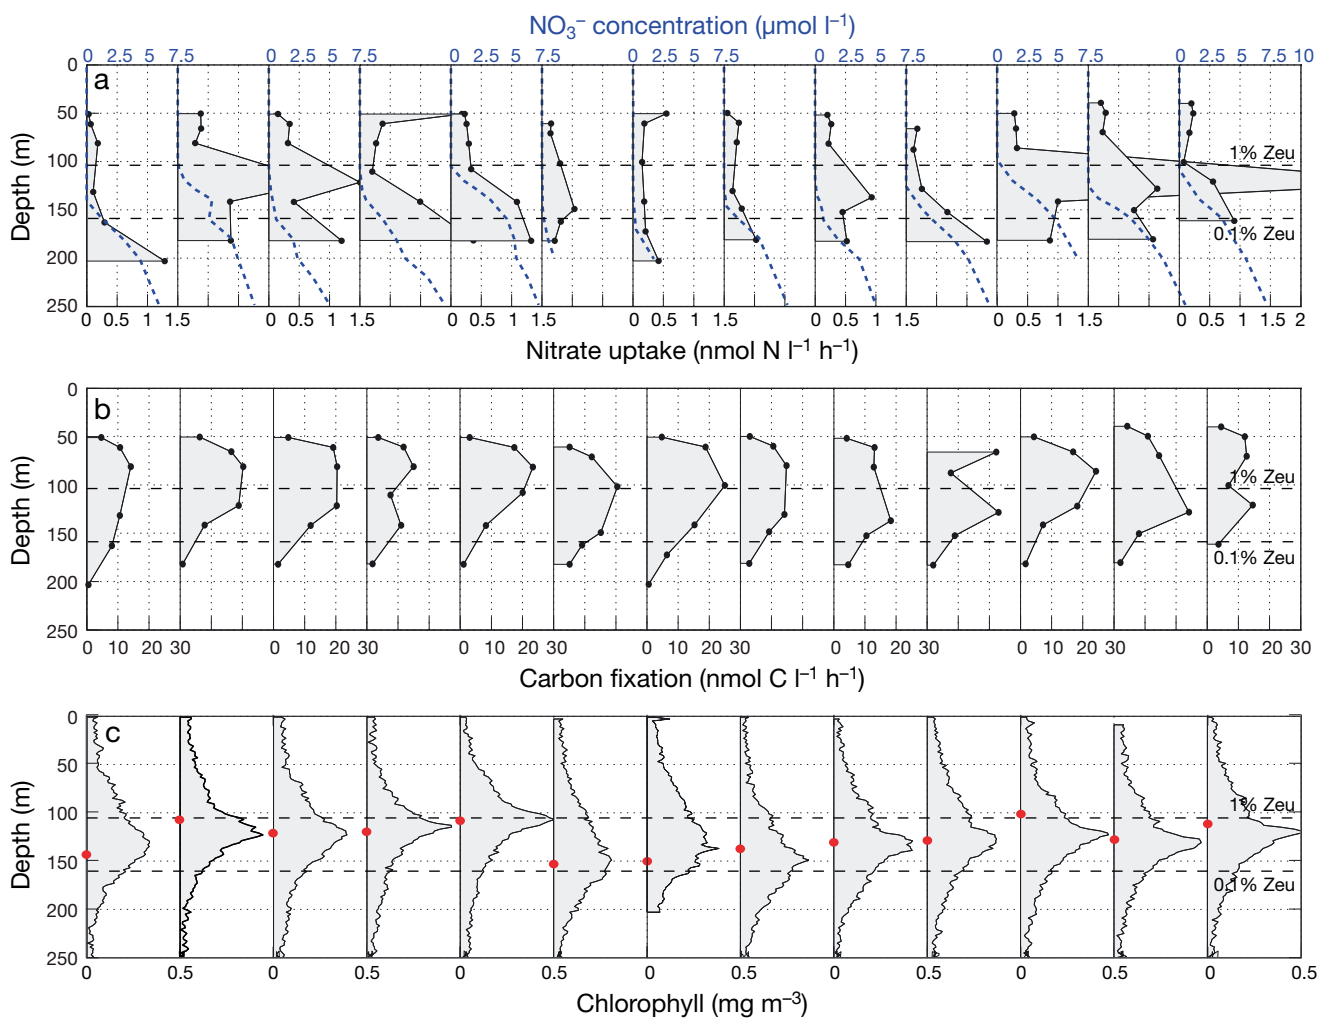 NO₃⁻ concentration (µmol l⁻¹)
0 2.5 5 7.5 0 2.5 5 7.5 0 2.5 5 7.5 0 2.5 5 7.5 0 2.5 5 7.5 0 2.5 5 7.5 0 2.5 5 7.5 10
a
0
50
100
150
200
250
Depth (m)
1% Zeu
0.1% Zeu
0 0.5 1 1.5 0 0.5 1 1.5 0 0.5 1 1.5 0 0.5 1 1.5 0 0.5 1 1.5 0 0.5 1 1.5 0 0.5 1 1.5 2
Nitrate uptake (nmol N l⁻¹ h⁻¹)
b
0
50
100
150
200
250
Depth (m)
1% Zeu
0.1% Zeu
0 10 20 30 0 10 20 30 0 10 20 30 0 10 20 30 0 10 20 30 0 10 20 30 0 10 20 30
Carbon fixation (nmol C l⁻¹ h⁻¹)
c
0
50
100
150
200
250
Depth (m)
1% Zeu
0.1% Zeu
0 0.5 0 0.5 0 0.5 0 0.5 0 0.5 0 0.5 0 0.5
Chlorophyll (mg m⁻³)